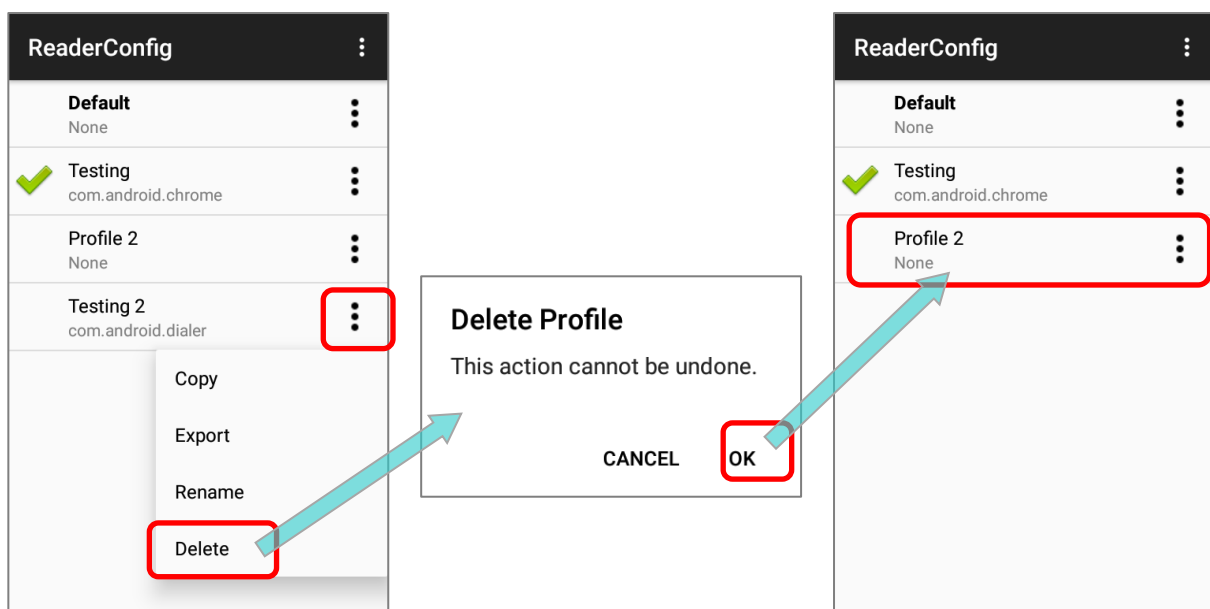 ReaderConfig
Default
None
Testing
com.android.chrome
Profile 2
None
Testing 2
com.android.dialer
Copy
Export
Rename
Delete
Delete Profile
This action cannot be undone.
CANCEL OK
ReaderConfig
Default
None
Testing
com.android.chrome
Profile 2
None